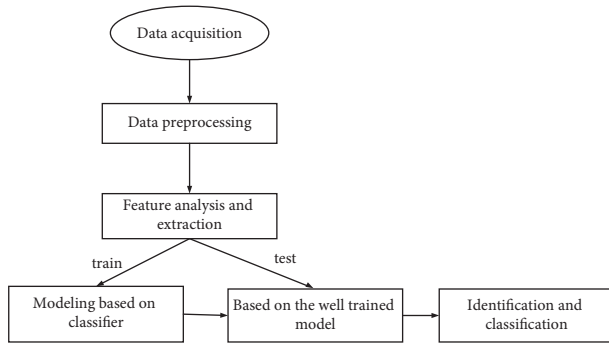 Data acquisition
Data preprocessing
Feature analysis and
extraction
train
test
Modeling based on
classifier
Based on the well trained
model
Identification and
classification